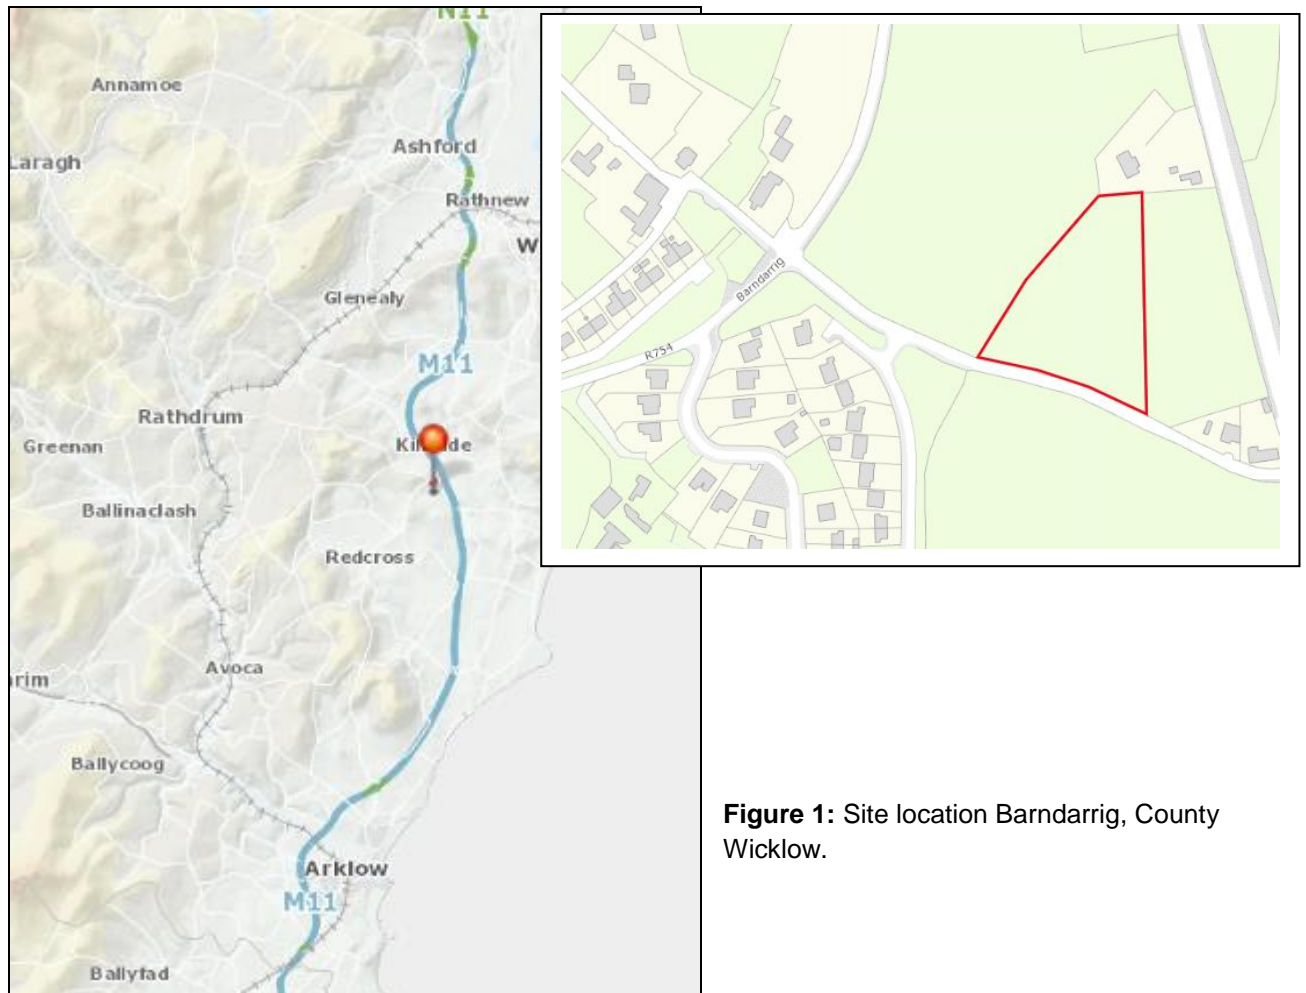 N11
Annamoe
Laragh
Ashford
Rathnew
W
Glenealy
M11
Rathdrum
Greenan
Ballinaclash
Redcross
Avoca
rim
Ballycoog
Arklow
M11
Ballyfad
Barndarrig
R754
Figure 1: Site location Barndarrig, County
Wicklow.